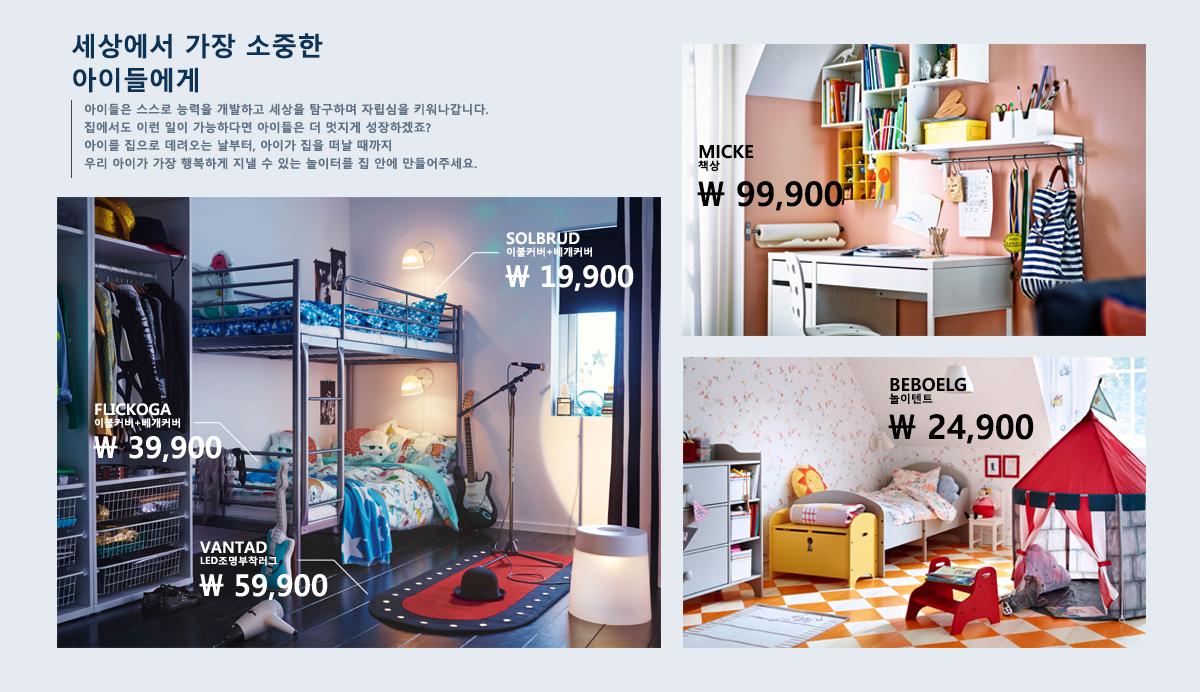 세상에서 가장 소중한
아이들에게
아이들은 스스로 능력을 개발하고 세상을 탐구하며 자립심을 키워나갑니다.
집에서도 이런 일이 가능하다면 아이들은 더 멋지게 성장하겠죠?
아이를 집으로 데려오는 날부터, 아이가 집을 떠날 때까지
우리 아이가 가장 행복하게 지낼 수 있는 놀이터를 집 안에 만들어주세요.
SOLBRUD
이불커버+베개커버
₩ 19,900
FLICKOGA
이불커버+베개커버
₩ 39,900
VANTAD
LED조명부착러그
₩ 59,900
MICKE
책상
₩ 99,900
BEBOELG
놀이텐트
₩ 24,900